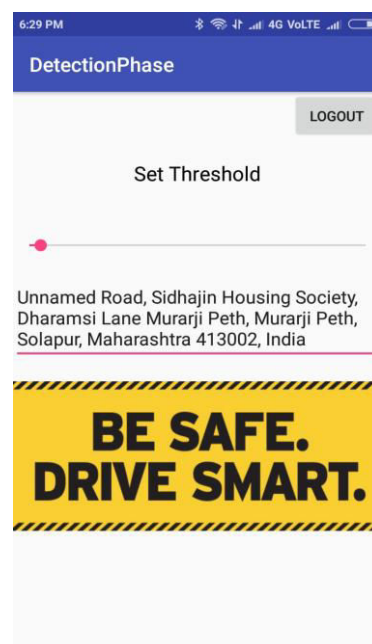 6:29 PM 4G VoLTE
DetectionPhase
LOGOUT
Set Threshold
Unnamed Road, Sidhajin Housing Society,
Dharamsi Lane Murarji Peth, Murarji Peth,
Solapur, Maharashtra 413002, India
BE SAFE.
DRIVE SMART.